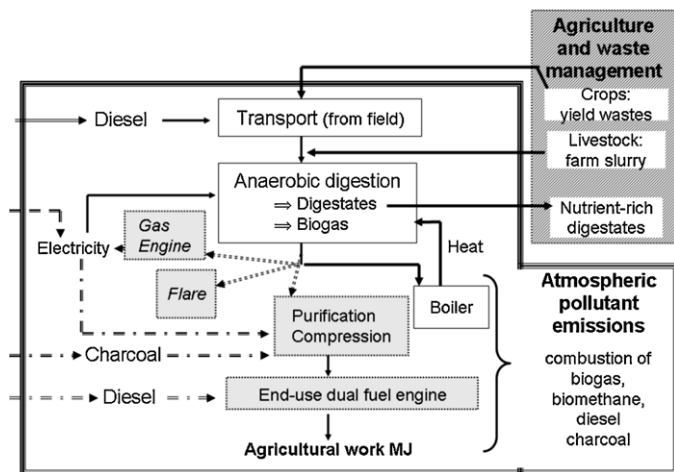 Agriculture
and waste
management
Crops:
yield wastes
Livestock:
farm slurry
Nutrient-rich
digestates
Diesel
Transport (from field)
Anaerobic digestion
⇒ Digestates
⇒ Biogas
Gas
Engine
Electricity
Flare
Heat
Boiler
Purification
Compression
Charcoal
Diesel
End-use dual fuel engine
Agricultural work MJ
Atmospheric
pollutant
emissions
combustion of
biogas,
biomethane,
diesel
charcoal